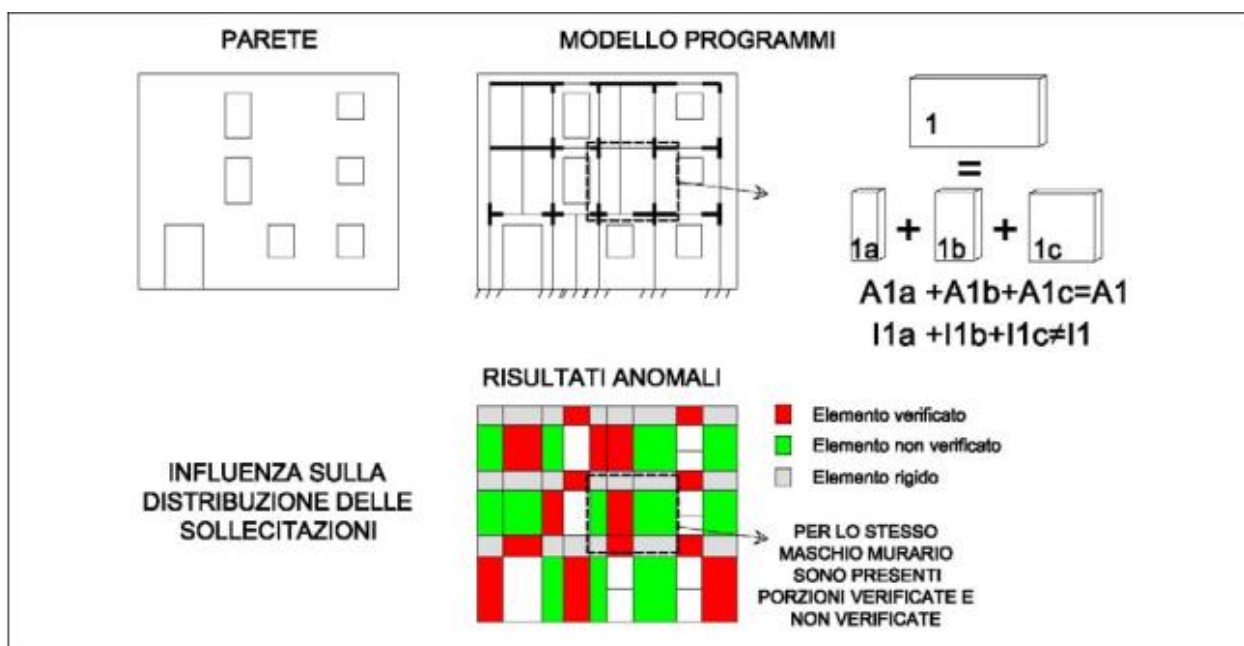 PARETE
MODELLO PROGRAMMI
1
=
1a + 1b + 1c
A1a +A1b+A1c=A1
I1a +I1b+I1c≠I1
RISULTATI ANOMALI
Elemento verificato
Elemento non verificato
Elemento rigido
INFLUENZA SULLA
DISTRIBUZIONE DELLE
SOLLECITAZIONI
PER LO STESSO
MASCHIO MURARIO
SONO PRESENTI
PORZIONI VERIFICATE E
NON VERIFICATE